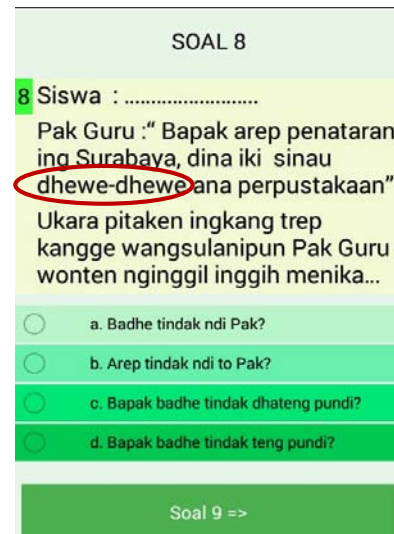 SOAL 8
8 Siswa : ..........................
Pak Guru :“ Bapak arep penataran
ing Surabaya, dina iki sinau
dhewe-dhewe ana perpustakaan”
Ukara pitaken ingkang trep
kangge wangsulanipun Pak Guru
wonten nginggil inggih menika...
a. Badhe tindak ndi Pak?
b. Arep tindak ndi to Pak?
c. Bapak badhe tindak dhateng pundi?
d. Bapak badhe tindak teng pundi?
Soal 9 =>